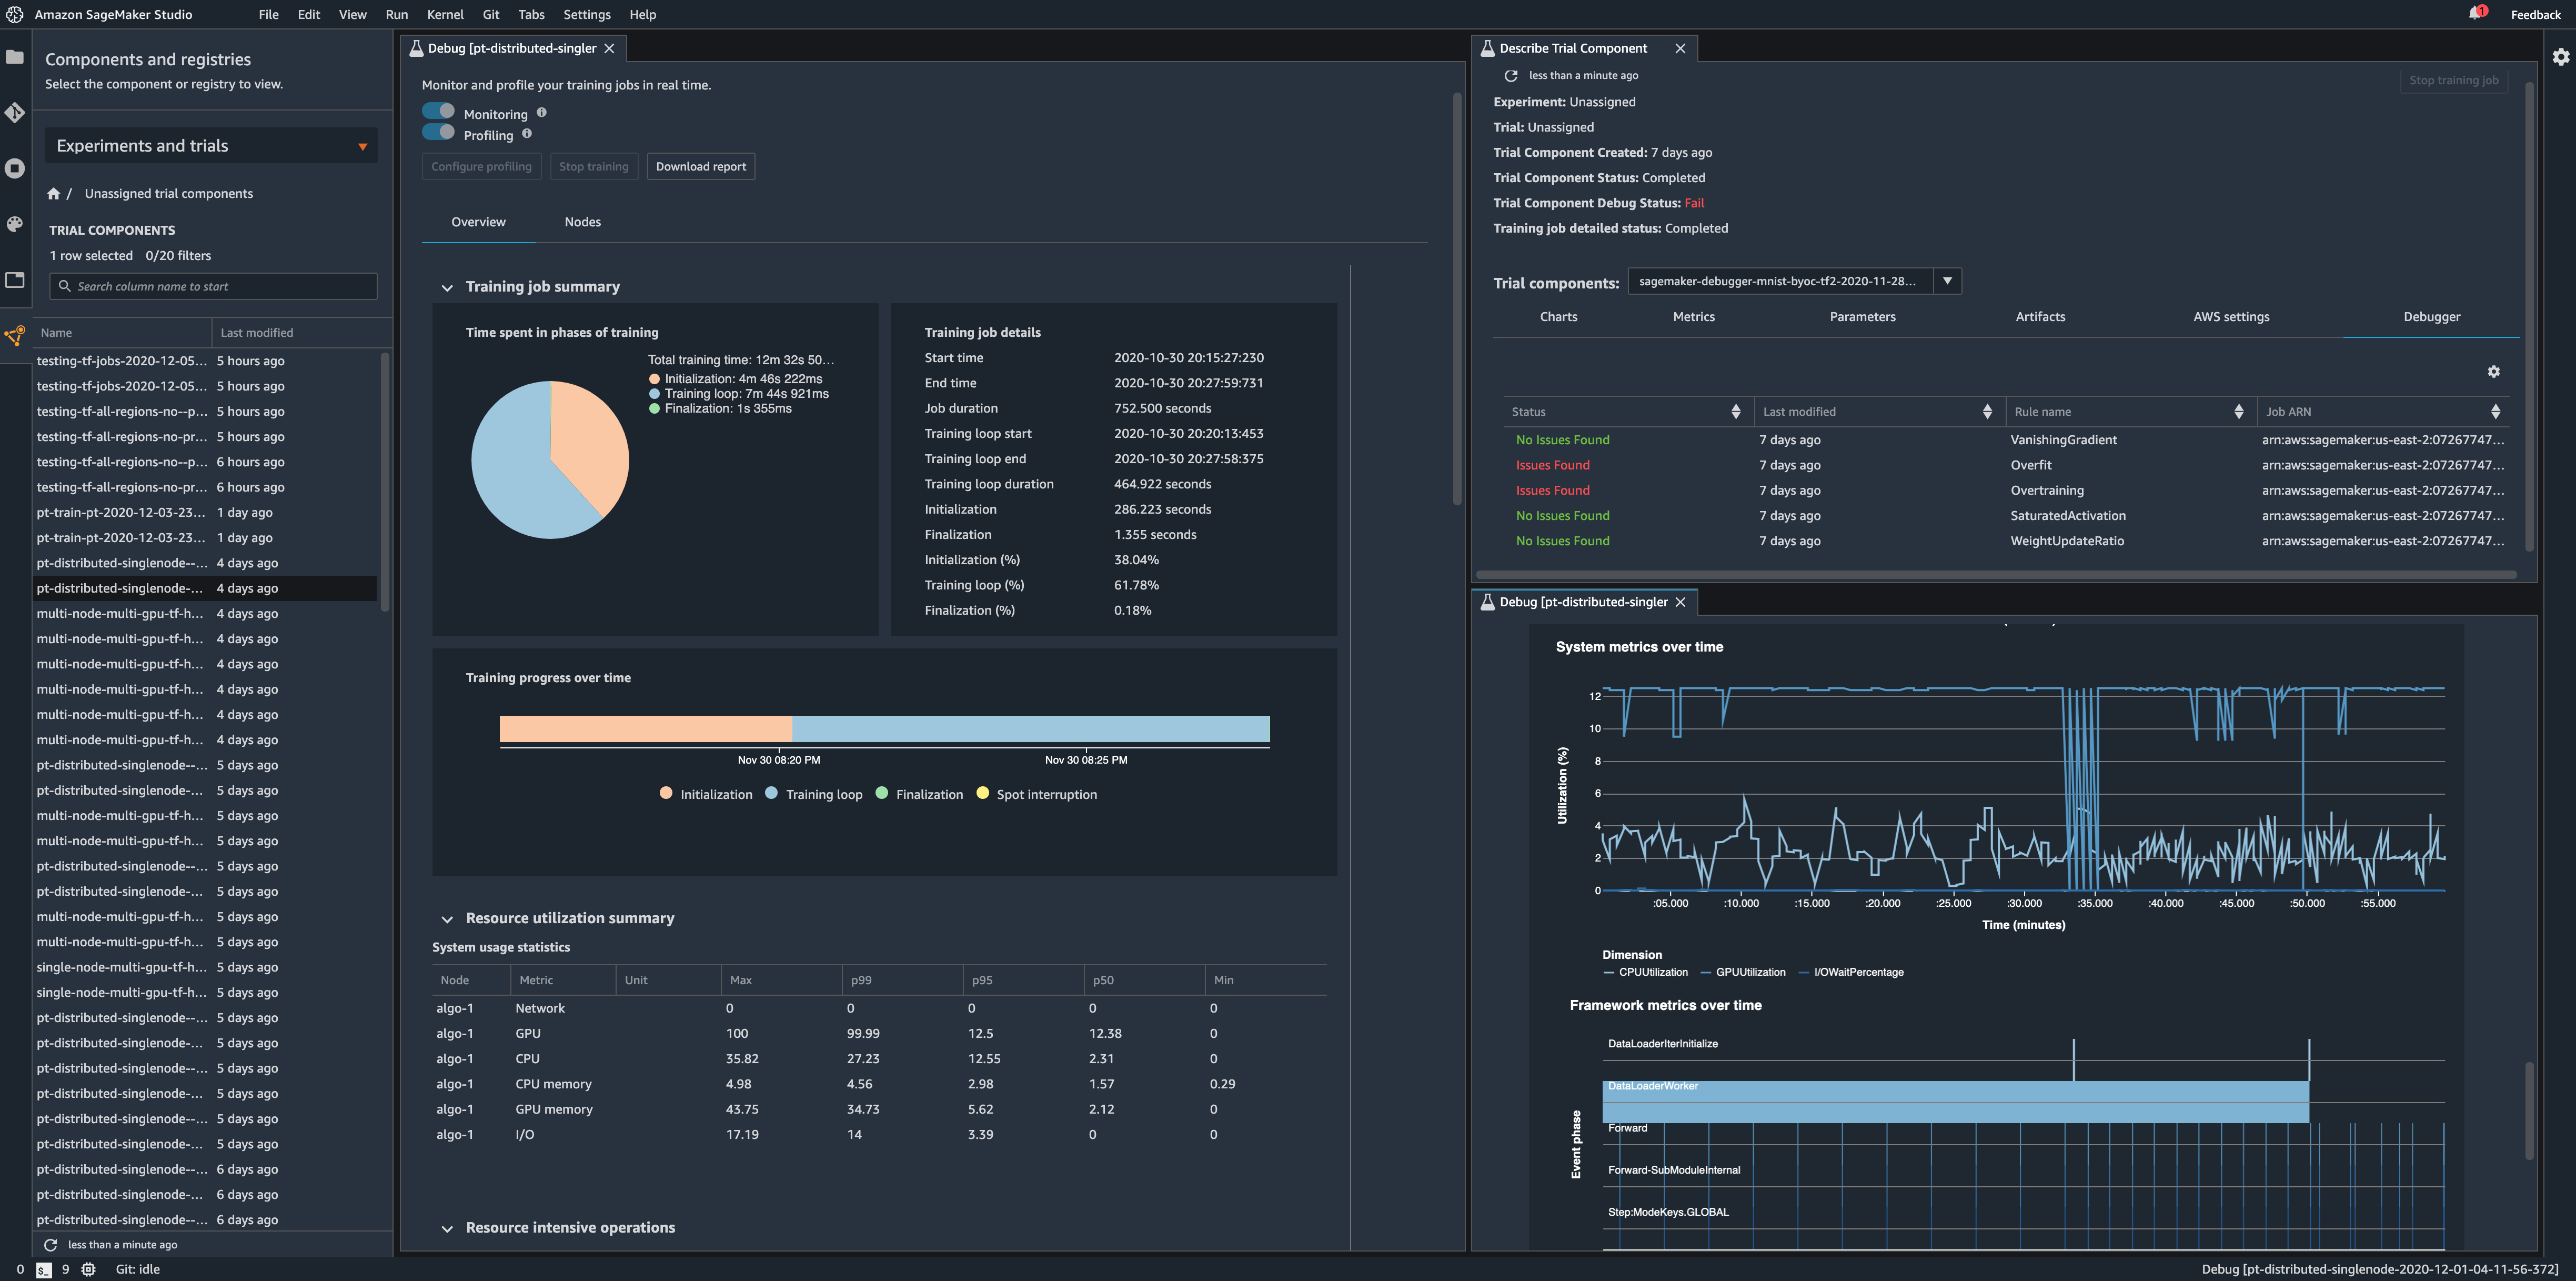 Amazon SageMaker Studio File Edit View Run Kernel Git Tabs Settings Help 1 Feedback
Components and registries
Select the component or registry to view.
Experiments and trials
/ Unassigned trial components
TRIAL COMPONENTS
1 row selected 0/20 filters
Search column name to start
Name Last modified
testing-tf-jobs-2020-12-05... 5 hours ago
testing-tf-jobs-2020-12-05... 5 hours ago
testing-tf-all-regions-no--p... 5 hours ago
testing-tf-all-regions-no-pr... 5 hours ago
testing-tf-all-regions-no--p... 6 hours ago
testing-tf-all-regions-no-pr... 6 hours ago
pt-train-pt-2020-12-03-23... 1 day ago
pt-train-pt-2020-12-03-23... 1 day ago
pt-distributed-singlenode--... 4 days ago
pt-distributed-singlenode-... 4 days ago
multi-node-multi-gpu-tf-h... 4 days ago
multi-node-multi-gpu-tf-h... 4 days ago
multi-node-multi-gpu-tf-h... 4 days ago
multi-node-multi-gpu-tf-h... 4 days ago
multi-node-multi-gpu-tf-h... 4 days ago
multi-node-multi-gpu-tf-h... 4 days ago
pt-distributed-singlenode--... 5 days ago
pt-distributed-singlenode-... 5 days ago
multi-node-multi-gpu-tf-h... 5 days ago
multi-node-multi-gpu-tf-h... 5 days ago
pt-distributed-singlenode--... 5 days ago
pt-distributed-singlenode-... 5 days ago
multi-node-multi-gpu-tf-h... 5 days ago
multi-node-multi-gpu-tf-h... 5 days ago
single-node-multi-gpu-tf-h... 5 days ago
single-node-multi-gpu-tf-h... 5 days ago
pt-distributed-singlenode--... 5 days ago
pt-distributed-singlenode-... 5 days ago
pt-distributed-singlenode--... 5 days ago
pt-distributed-singlenode-... 5 days ago
pt-distributed-singlenode--... 5 days ago
pt-distributed-singlenode-... 5 days ago
pt-distributed-singlenode--... 6 days ago
pt-distributed-singlenode-... 6 days ago
pt-distributed-singlenode--... 6 days ago
less than a minute ago
Debug [pt-distributed-singler
Monitor and profile your training jobs in real time.
Monitoring
Profiling
Configure profiling Stop training Download report
Overview Nodes
Training job summary
Time spent in phases of training
Total training time: 12m 32s 50...
Initialization: 4m 46s 222ms
Training loop: 7m 44s 921ms
Finalization: 1s 355ms
Training job details
Start time 2020-10-30 20:15:27:230
End time 2020-10-30 20:27:59:731
Job duration 752.500 seconds
Training loop start 2020-10-30 20:20:13:453
Training loop end 2020-10-30 20:27:58:375
Training loop duration 464.922 seconds
Initialization 286.223 seconds
Finalization 1.355 seconds
Initialization (%) 38.04%
Training loop (%) 61.78%
Finalization (%) 0.18%
Training progress over time
Nov 30 08:20 PM Nov 30 08:25 PM
Initialization Training loop Finalization Spot interruption
Resource utilization summary
System usage statistics
Node Metric Unit Max p99 p95 p50 Min
algo-1 Network 0 0 0 0 0
algo-1 GPU 100 99.99 12.5 12.38 0
algo-1 CPU 35.82 27.23 12.55 2.31 0
algo-1 CPU memory 4.98 4.56 2.98 1.57 0.29
algo-1 GPU memory 43.75 34.73 5.62 2.12 0
algo-1 I/O 17.19 14 3.39 0 0
Resource intensive operations
Describe Trial Component
less than a minute ago Stop training job
Experiment: Unassigned
Trial: Unassigned
Trial Component Created: 7 days ago
Trial Component Status: Completed
Trial Component Debug Status: Fail
Training job detailed status: Completed
Trial components: sagemaker-debugger-mnist-byoc-tf2-2020-11-28...
Charts Metrics Parameters Artifacts AWS settings Debugger
Status Last modified Rule name Job ARN
No Issues Found 7 days ago VanishingGradient arn:aws:sagemaker:us-east-2:07267747...
Issues Found 7 days ago Overfit arn:aws:sagemaker:us-east-2:07267747...
Issues Found 7 days ago Overtraining arn:aws:sagemaker:us-east-2:07267747...
No Issues Found 7 days ago SaturatedActivation arn:aws:sagemaker:us-east-2:07267747...
No Issues Found 7 days ago WeightUpdateRatio arn:aws:sagemaker:us-east-2:07267747...
Debug [pt-distributed-singler
System metrics over time
Utilization (%)
12
10
8
6
4
2
0
:05.000 :10.000 :15.000 :20.000 :25.000 :30.000 :35.000 :40.000 :45.000 :50.000 :55.000
Time (minutes)
Dimension
CPUUtilization GPUUtilization I/OWaitPercentage
Framework metrics over time
Event phase
DataLoaderIterInitialize
DataLoaderWorker
Forward
Forward-SubModuleInternal
Step:ModeKeys.GLOBAL
0 $_ 9 Git: idle Debug [pt-distributed-singlenode-2020-12-01-04-11-56-372]